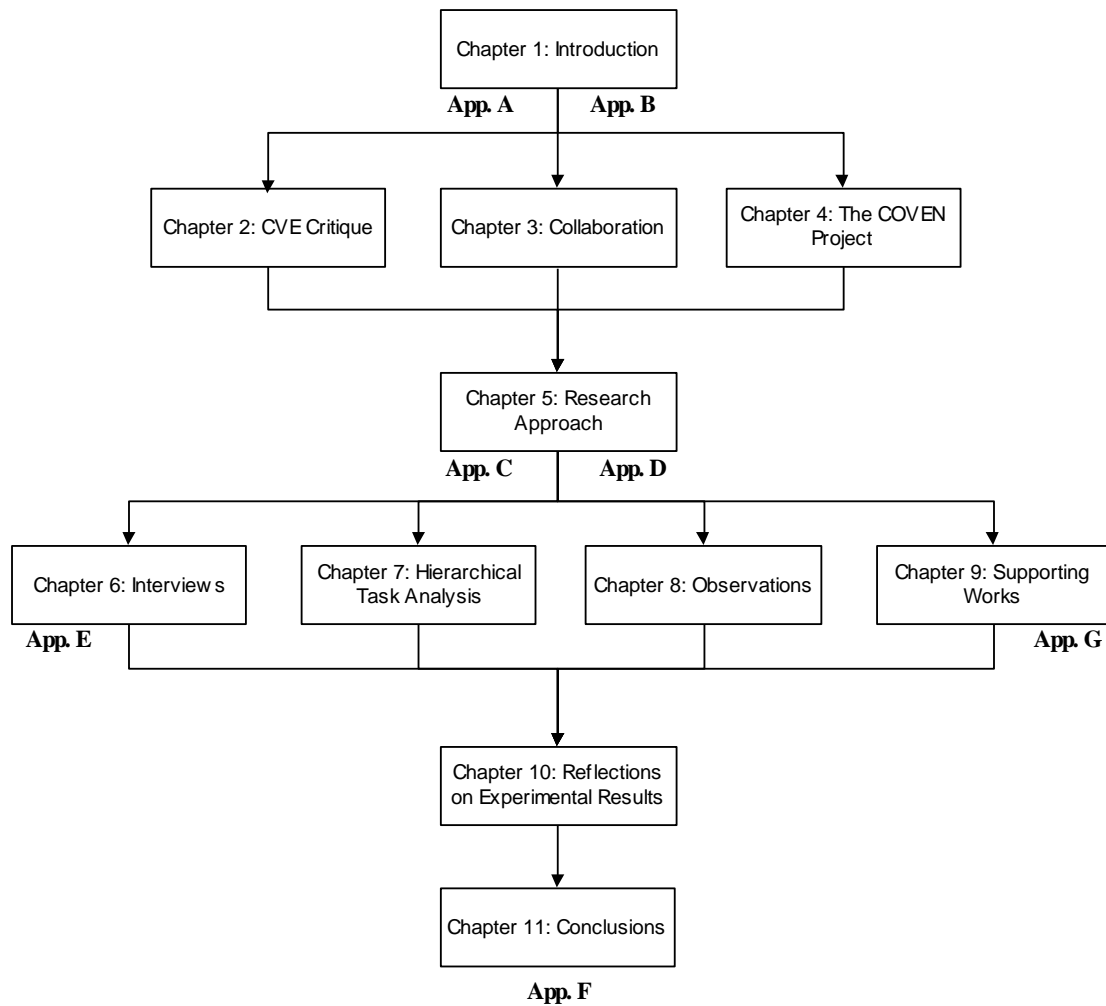 Chapter 1: Introduction
App. A
App. B
Chapter 2: CVE Critique
Chapter 3: Collaboration
Chapter 4: The COVEN
Project
Chapter 5: Research
Approach
App. C
App. D
Chapter 6: Interviews
Chapter 7: Hierarchical
Task Analysis
Chapter 8: Observations
Chapter 9: Supporting
Works
App. E
App. G
Chapter 10: Reflections
on Experimental Results
Chapter 11: Conclusions
App. F